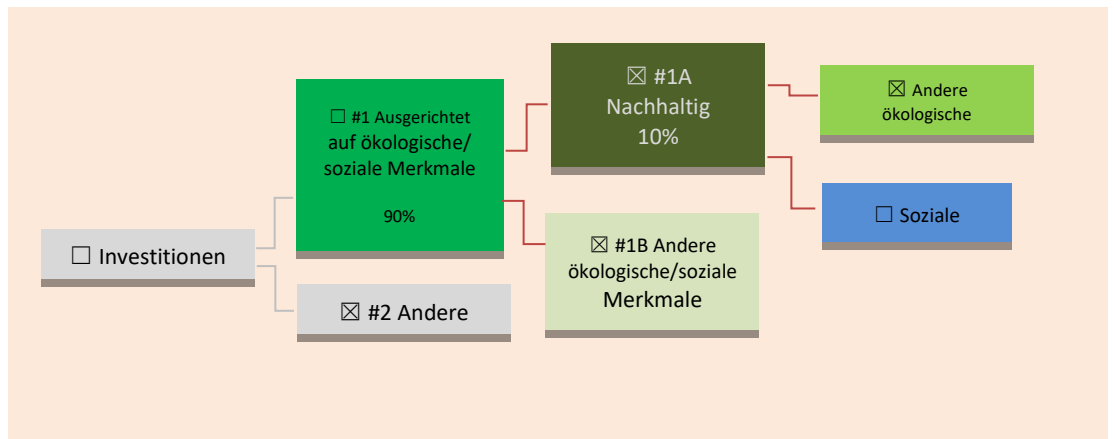 ☒ #1A
Nachhaltig
10%
☒ Andere
ökologische
☐ #1 Ausgerichtet
auf ökologische/
soziale Merkmale
90%
☐ Soziale
☐ Investitionen
☒ #1B Andere
ökologische/soziale
Merkmale
☒ #2 Andere